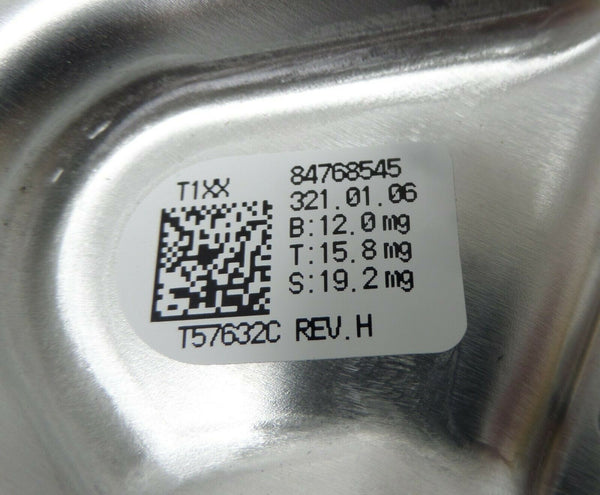 T1XX
84768545
321.01.06
B:12.0mg
T:15.8mg
S:19.2mg
T57632C REV.H